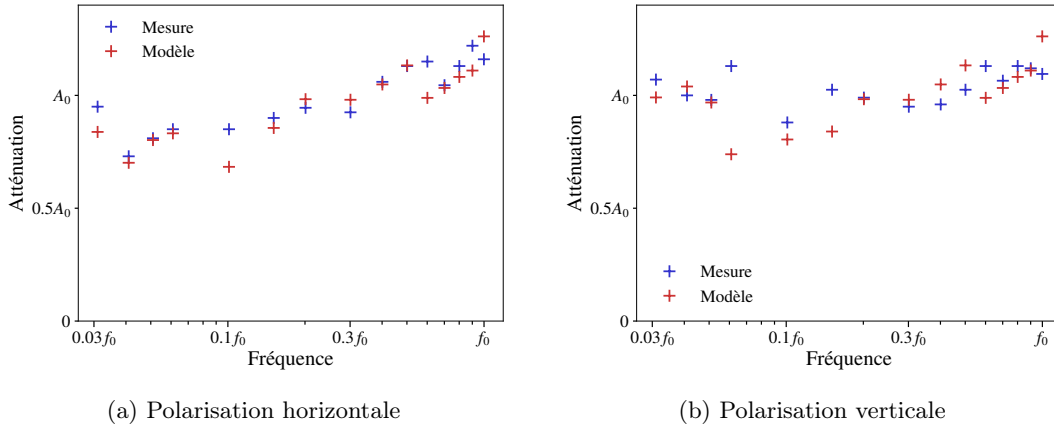 Mesure
Modèle
A₀
0.5A₀
0
Atténuation
0.03f₀
0.1f₀
0.3f₀
f₀
Fréquence
(a) Polarisation horizontale
A₀
0.5A₀
0
Atténuation
Mesure
Modèle
0.03f₀
0.1f₀
0.3f₀
f₀
Fréquence
(b) Polarisation verticale